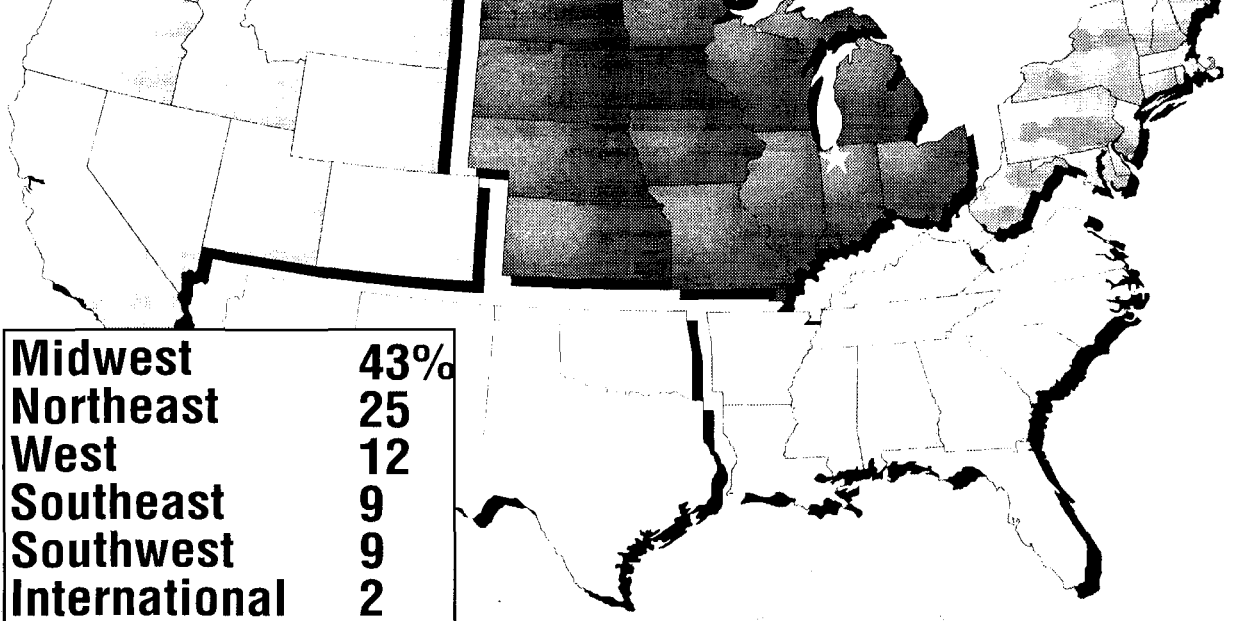 Midwest 43%
Northeast 25
West 12
Southeast 9
Southwest 9
International 2